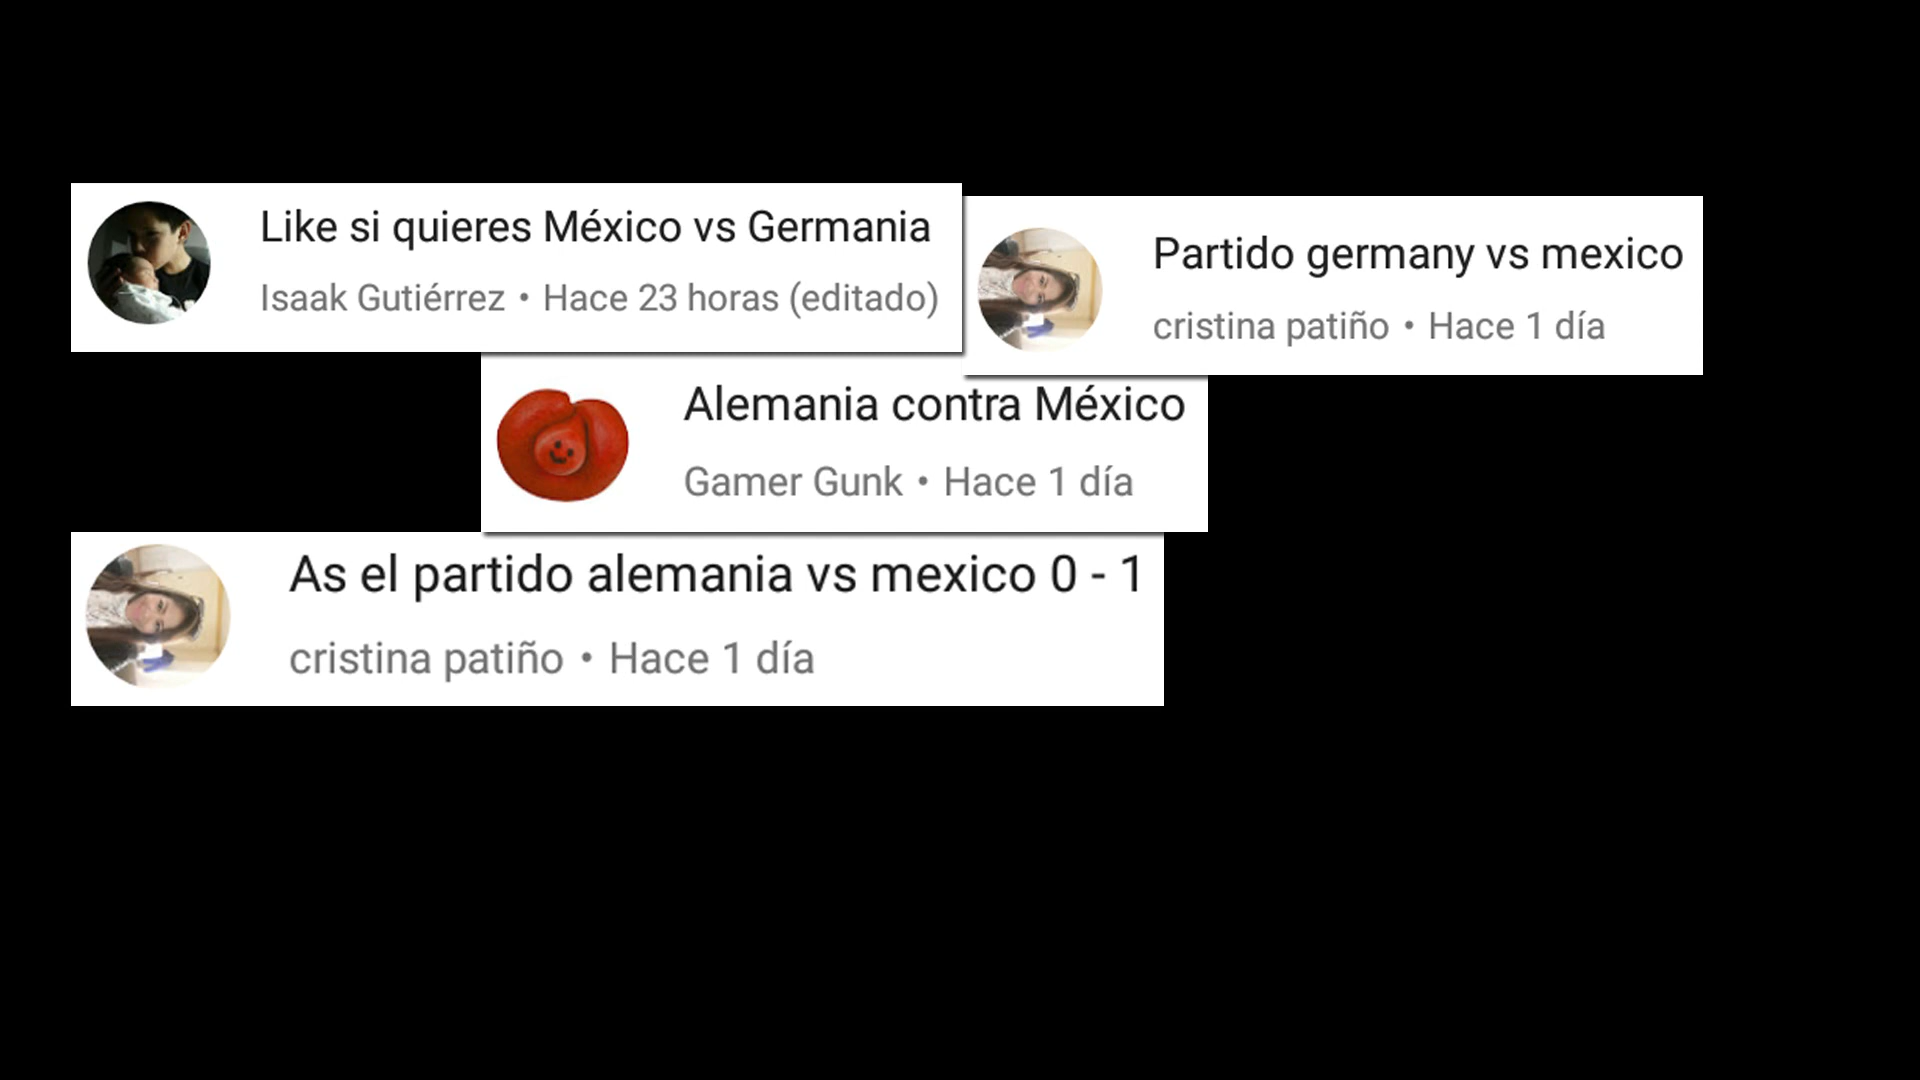 Like si quieres México vs Germania
Isaak Gutiérrez • Hace 23 horas (editado)
Partido germany vs mexico
cristina patiño • Hace 1 día
Alemania contra México
Gamer Gunk • Hace 1 día
As el partido alemania vs mexico 0 - 1
cristina patiño • Hace 1 día